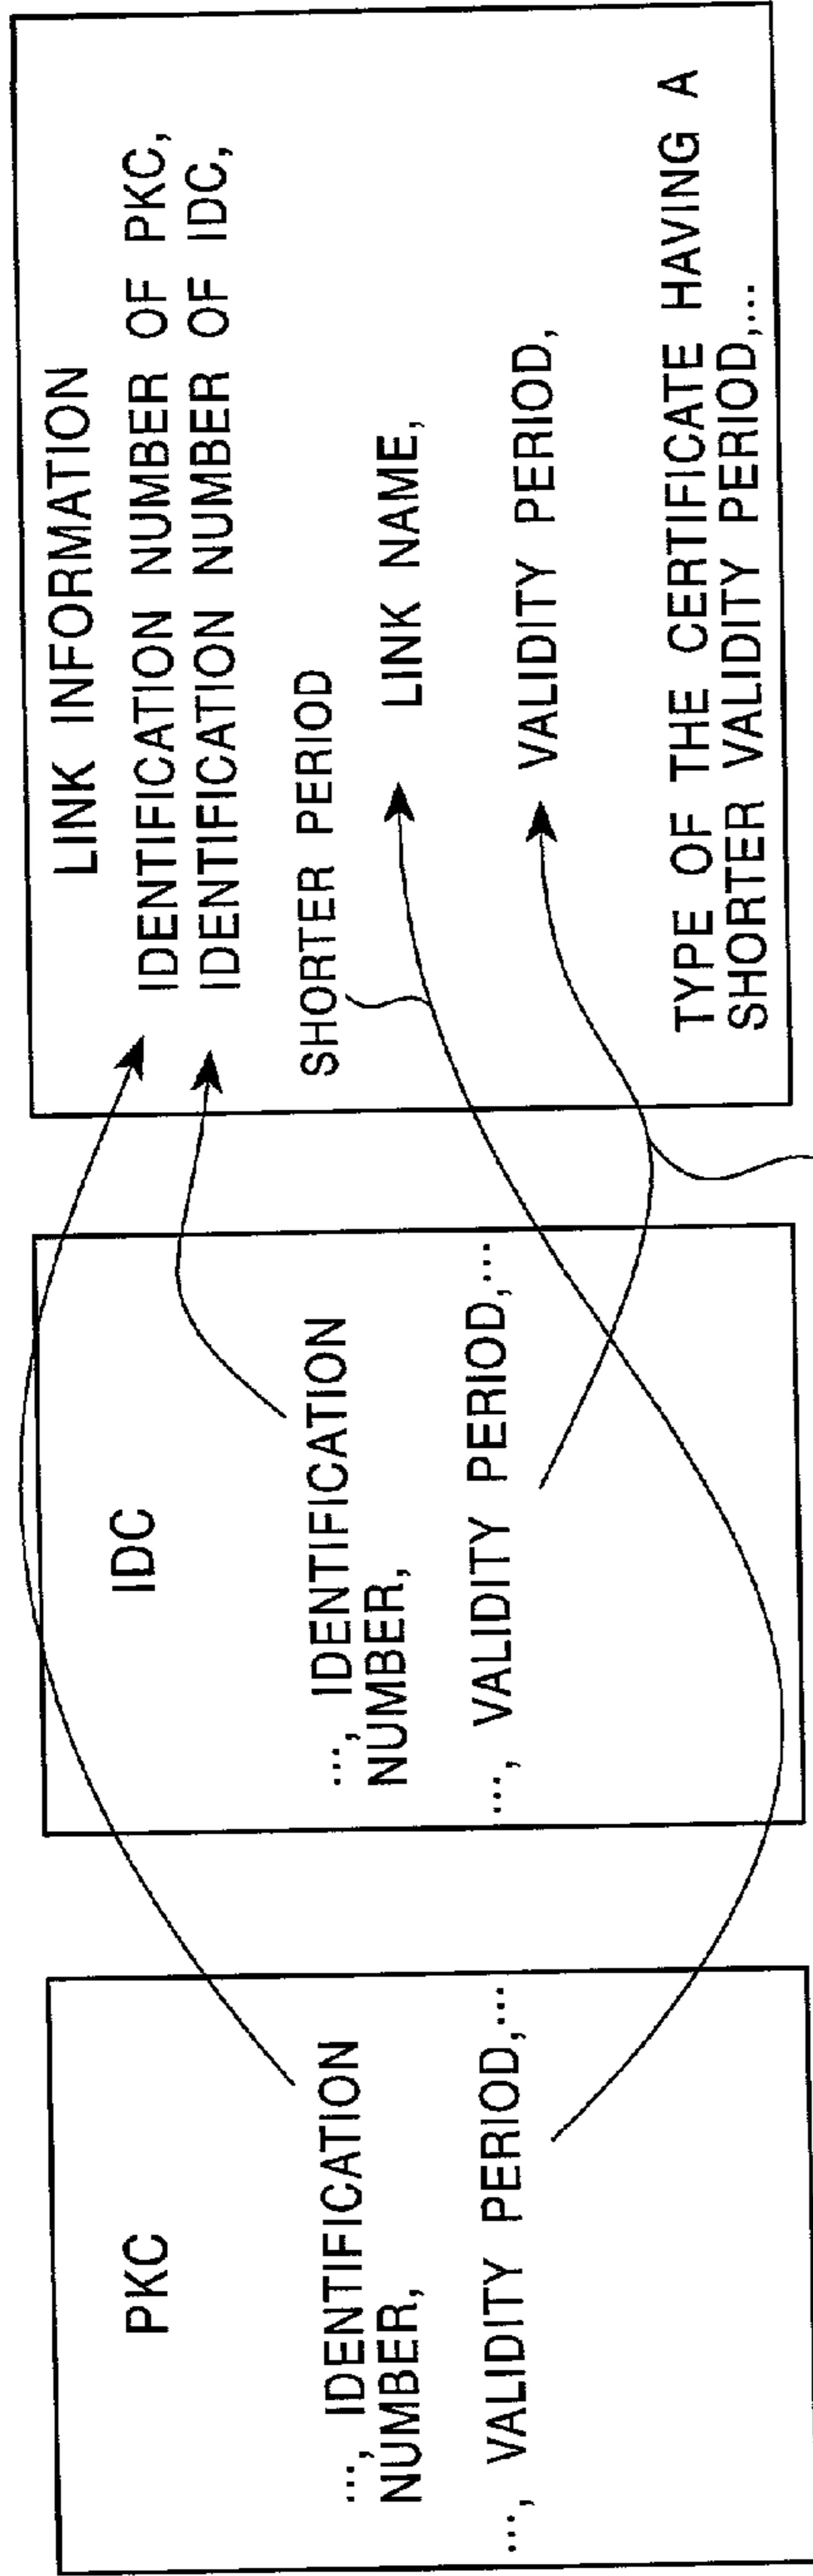 PKC
..., IDENTIFICATION
NUMBER,
..., VALIDITY PERIOD,...
IDC
..., IDENTIFICATION
NUMBER,
..., VALIDITY PERIOD,...
LINK INFORMATION
IDENTIFICATION NUMBER OF PKC,
IDENTIFICATION NUMBER OF IDC,
SHORTER PERIOD
LINK NAME,
VALIDITY PERIOD,
TYPE OF THE CERTIFICATE HAVING A
SHORTER VALIDITY PERIOD,...